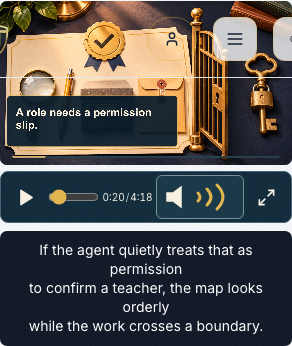 A role needs a permission
slip.
0:20/4:18
If the agent quietly treats that as
permission
to confirm a teacher, the map looks
orderly
while the work crosses a boundary.